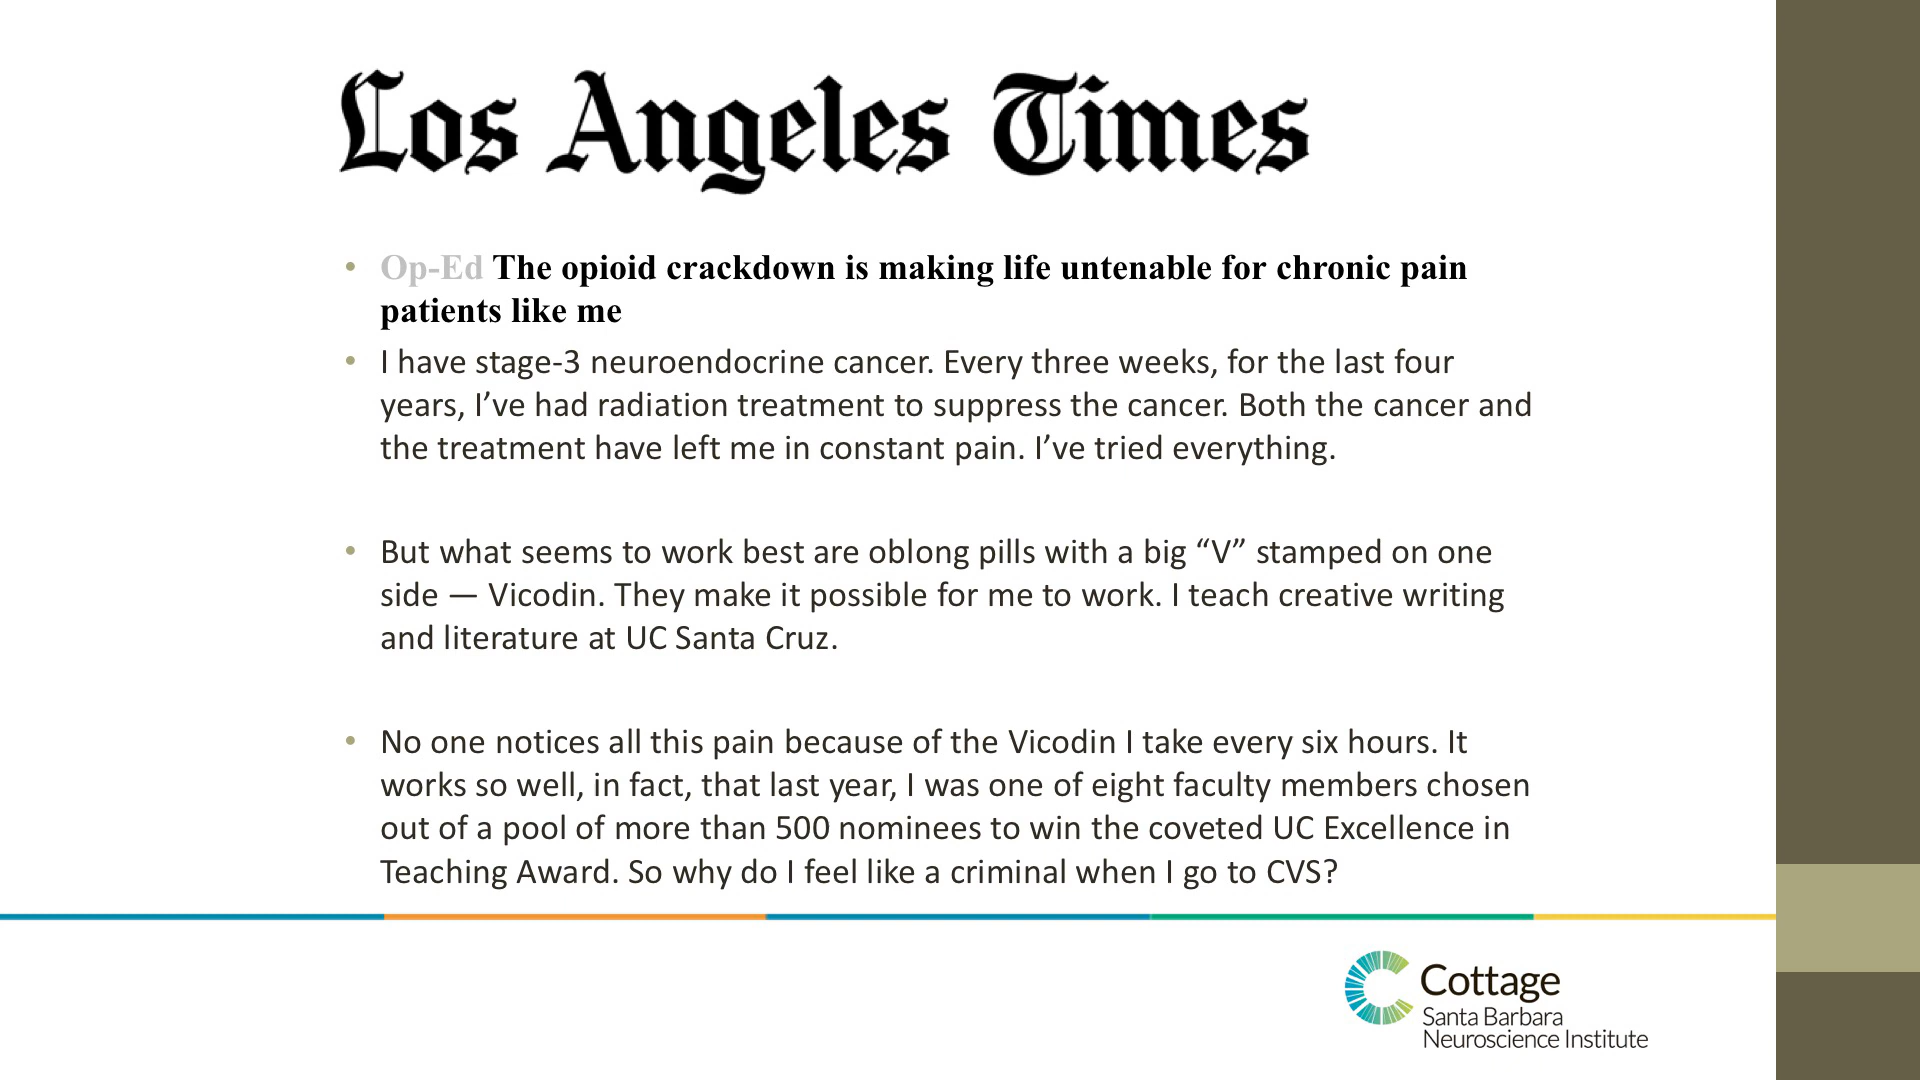 Los Angeles Times
• Op-Ed The opioid crackdown is making life untenable for chronic pain
patients like me
• I have stage-3 neuroendocrine cancer. Every three weeks, for the last four
years, I’ve had radiation treatment to suppress the cancer. Both the cancer and
the treatment have left me in constant pain. I’ve tried everything.
• But what seems to work best are oblong pills with a big “V” stamped on one
side — Vicodin. They make it possible for me to work. I teach creative writing
and literature at UC Santa Cruz.
• No one notices all this pain because of the Vicodin I take every six hours. It
works so well, in fact, that last year, I was one of eight faculty members chosen
out of a pool of more than 500 nominees to win the coveted UC Excellence in
Teaching Award. So why do I feel like a criminal when I go to CVS?
Cottage
Santa Barbara
Neuroscience Institute